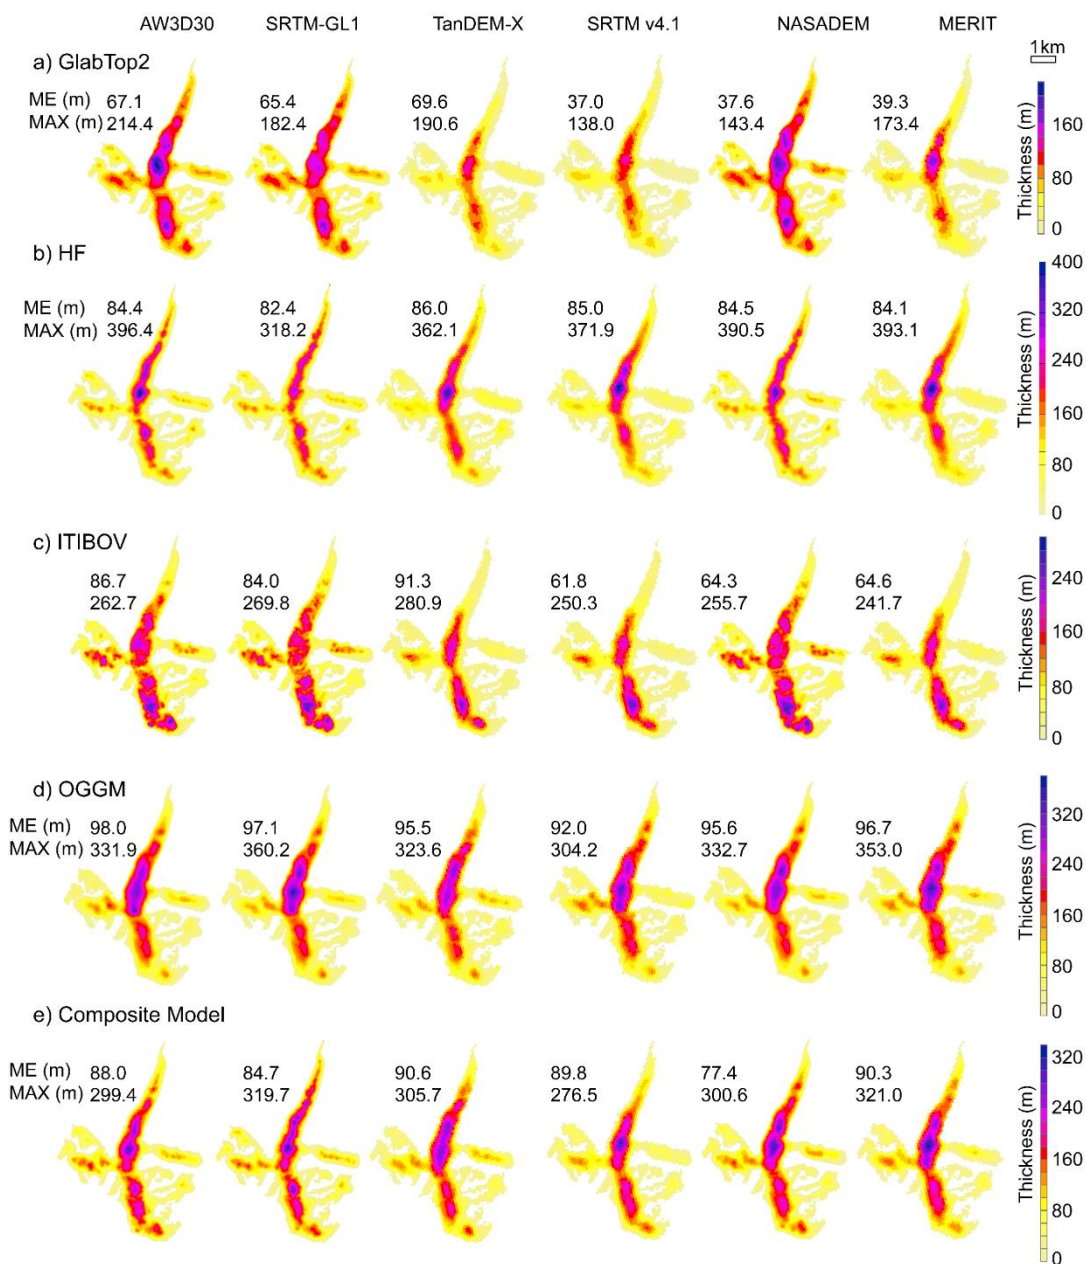 AW3D30 SRTM-GL1 TanDEM-X SRTM v4.1 NASADEM MERIT
1km
a) GlabTop2
ME (m) 67.1 65.4 69.6 37.0 37.6 39.3
MAX (m) 214.4 182.4 190.6 138.0 143.4 173.4
Thickness (m)
160
80
0
b) HF
ME (m) 84.4 82.4 86.0 85.0 84.5 84.1
MAX (m) 396.4 318.2 362.1 371.9 390.5 393.1
Thickness (m)
400
320
240
160
80
0
c) ITIBOV
86.7 84.0 91.3 61.8 64.3 64.6
262.7 269.8 280.9 250.3 255.7 241.7
Thickness (m)
240
160
80
0
d) OGGM
ME (m) 98.0 97.1 95.5 92.0 95.6 96.7
MAX (m) 331.9 360.2 323.6 304.2 332.7 353.0
Thickness (m)
320
240
160
80
0
e) Composite Model
ME (m) 88.0 84.7 90.6 89.8 77.4 90.3
MAX (m) 299.4 319.7 305.7 276.5 300.6 321.0
Thickness (m)
320
240
160
80
0